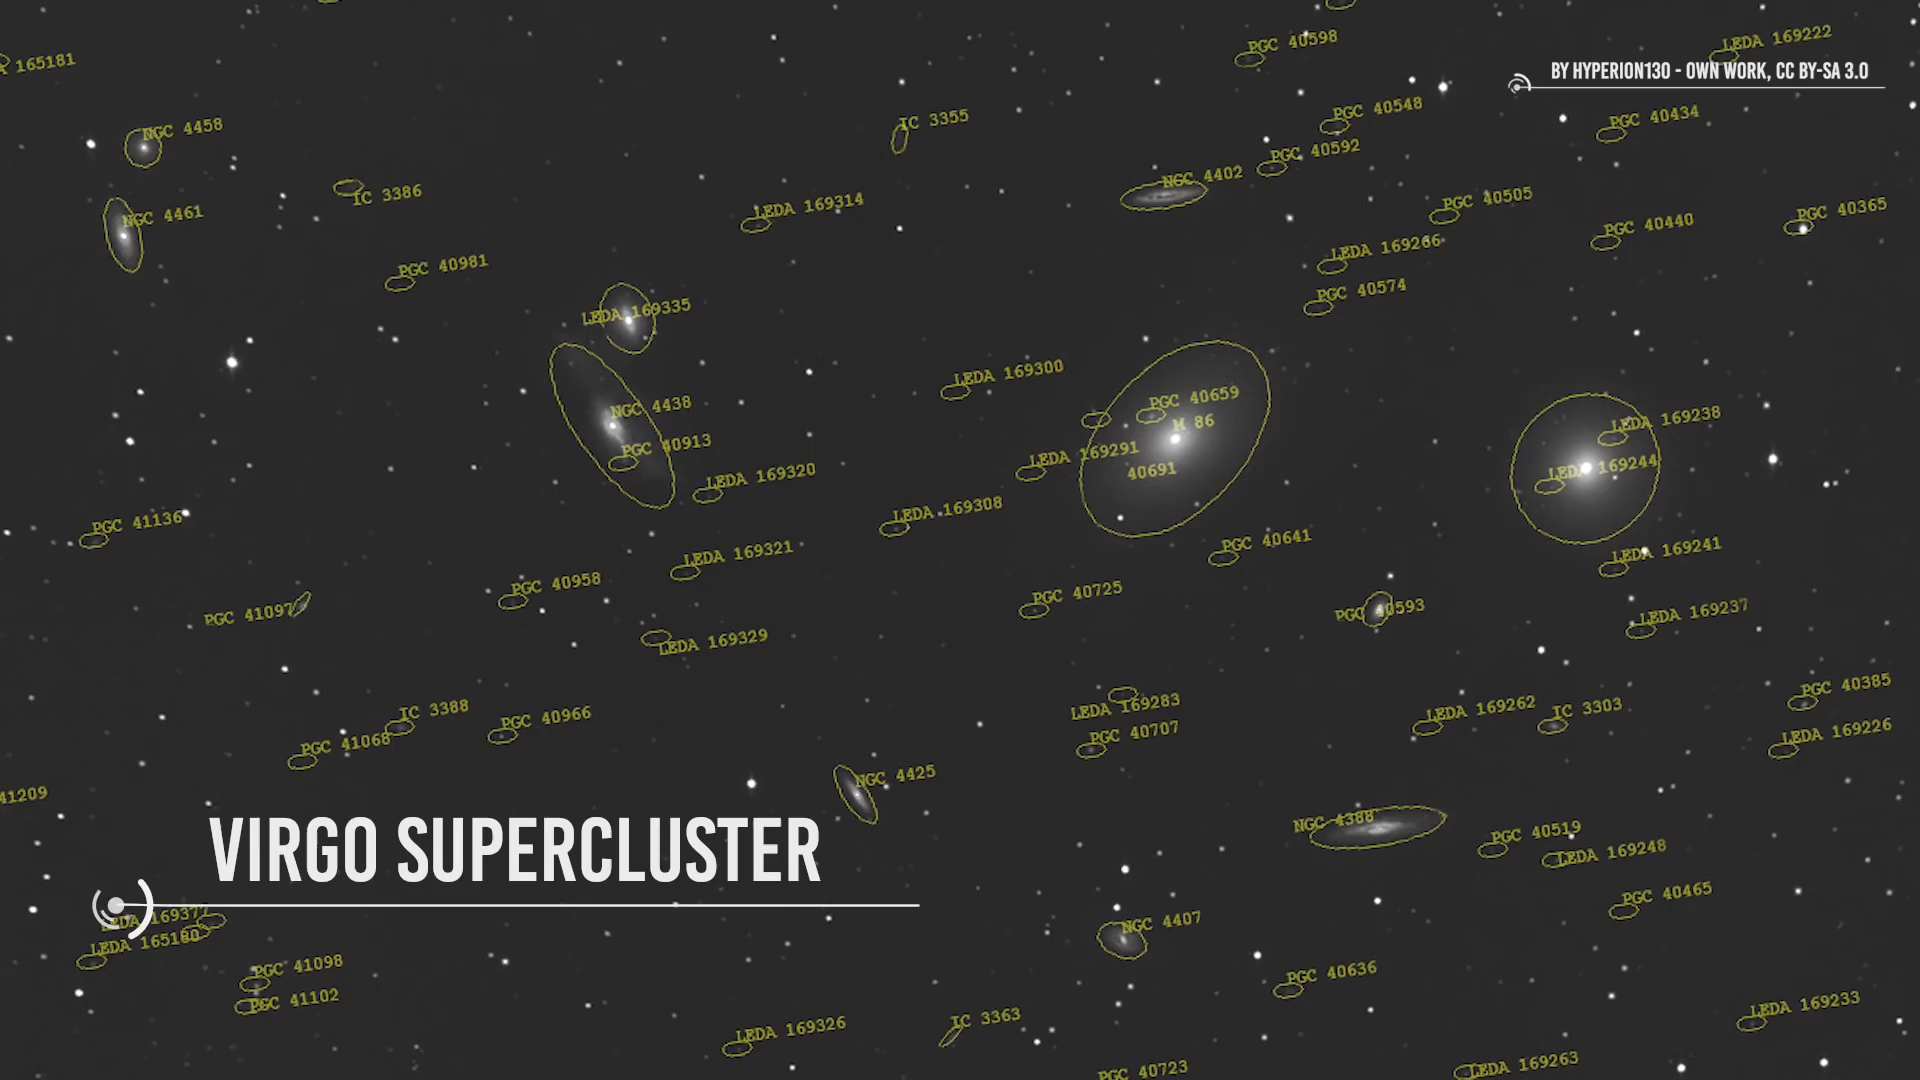 PGC 40598
LEDA 169222
165181
BY HYPERION130 - OWN WORK, CC BY-SA 3.0
IC 3355
NGC 4458
PGC 40548
PGC 40434
PGC 40592
NGC 4402
IC 3386
LEDA 169314
PGC 40505
PGC 40365
NGC 4461
PGC 40440
PGC 40981
LEDA 169266
LEDA 169335
PGC 40574
LEDA 169300
NGC 4438
PGC 40659
M 86
LEDA 169238
PGC 40913
LEDA 169291
40691
LEDA 169244
LEDA 169320
LEDA 169308
PGC 41136
PGC 40641
LEDA 169321
LEDA 169241
PGC 40958
PGC 40725
PGC 41097
PGC 40593
LEDA 169237
LEDA 169329
IC 3388
PGC 40966
LEDA 169283
LEDA 169262
IC 3303
PGC 40385
PGC 41068
PGC 40707
LEDA 169226
41209
NGC 4425
NGC 4388
PGC 40519
LEDA 169248
VIRGO SUPERCLUSTER
PGC 40465
LEDA 169377
NGC 4407
LEDA 165180
PGC 41098
PGC 40636
PGC 41102
LEDA 169326
IC 3363
LEDA 169233
PGC 40723
LEDA 169263